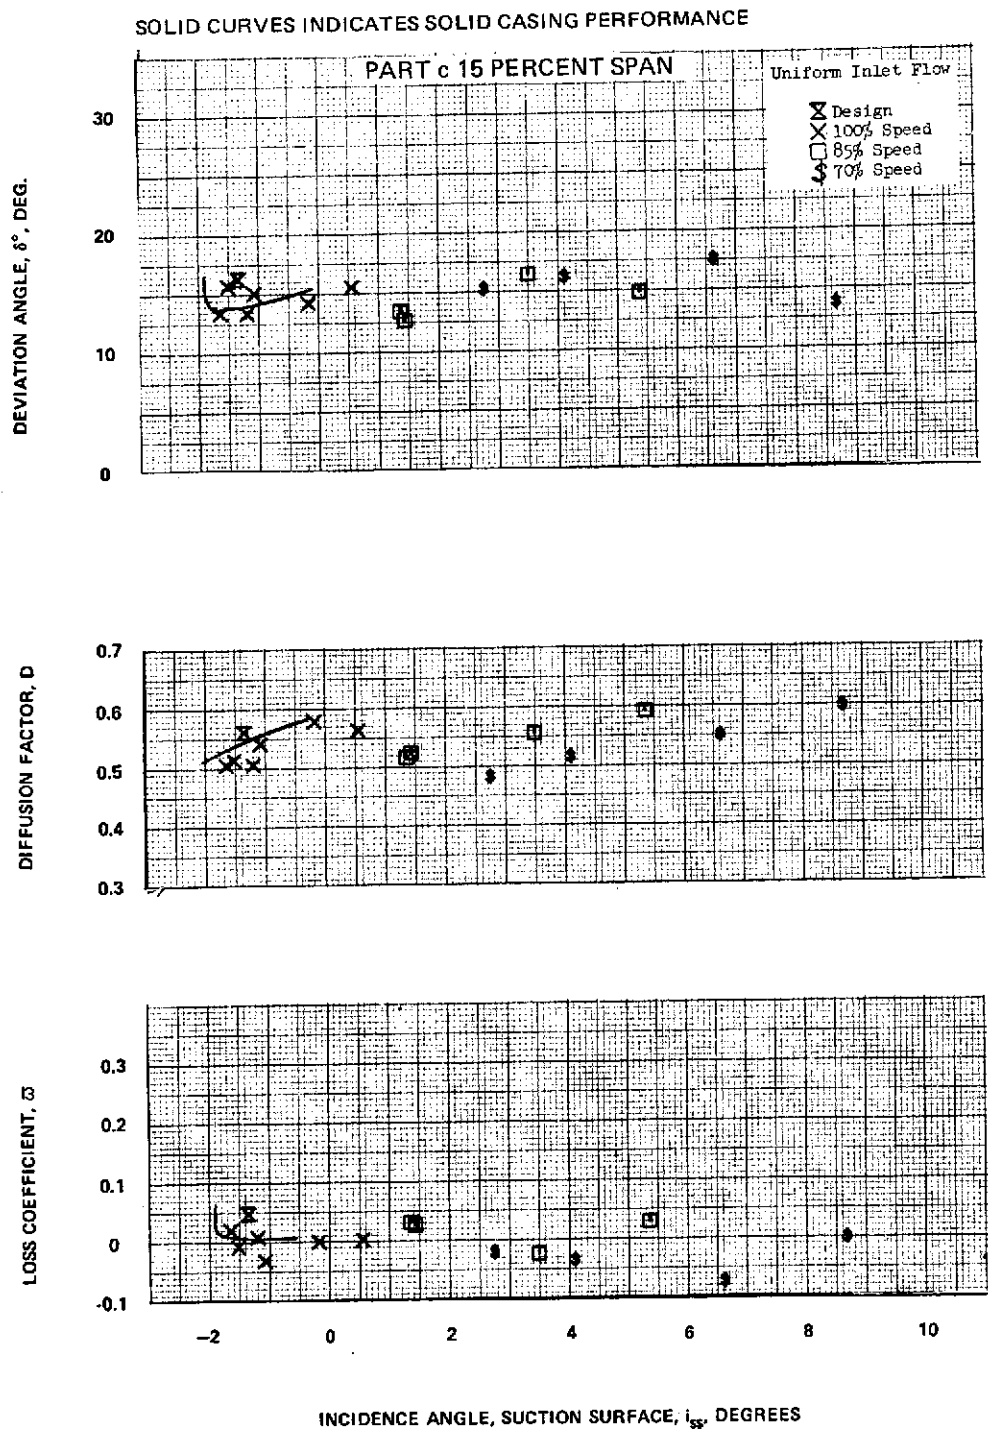 SOLID CURVES INDICATES SOLID CASING PERFORMANCE
PART c 15 PERCENT SPAN
Uniform Inlet Flow
Design
100% Speed
85% Speed
70% Speed
DEVIATION ANGLE, δ°, DEG.
30
20
10
0
DIFFUSION FACTOR, D
0.7
0.6
0.5
0.4
0.3
LOSS COEFFICIENT, ω̄
0.3
0.2
0.1
0
-0.1
−2 0 2 4 6 8 10
INCIDENCE ANGLE, SUCTION SURFACE, iss, DEGREES